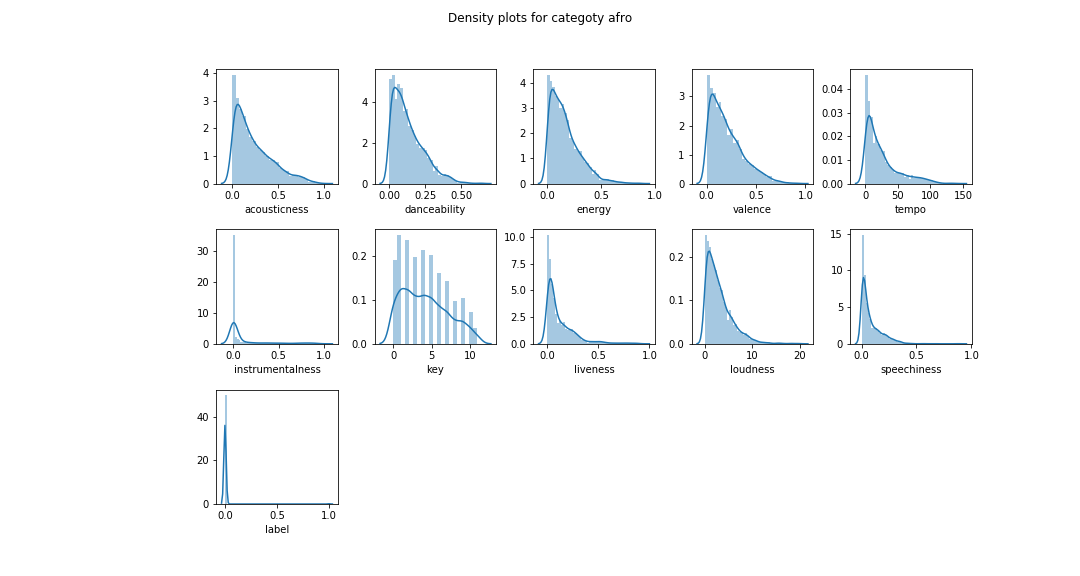 Density plots for categoty afro
4
3
2
1
0
0.0 0.5 1.0
acousticness
4
2
0
0.00 0.25 0.50
danceability
4
3
2
1
0
0.0 0.5 1.0
energy
3
2
1
0
0.0 0.5 1.0
valence
0.04
0.03
0.02
0.01
0.00
0 50 100 150
tempo
30
20
10
0
0.0 0.5 1.0
instrumentalness
0.2
0.1
0.0
0 5 10
key
10.0
7.5
5.0
2.5
0.0
0.0 0.5 1.0
liveness
0.2
0.1
0.0
0 10 20
loudness
15
10
5
0
0.0 0.5 1.0
speechiness
40
20
0
0.0 0.5 1.0
label